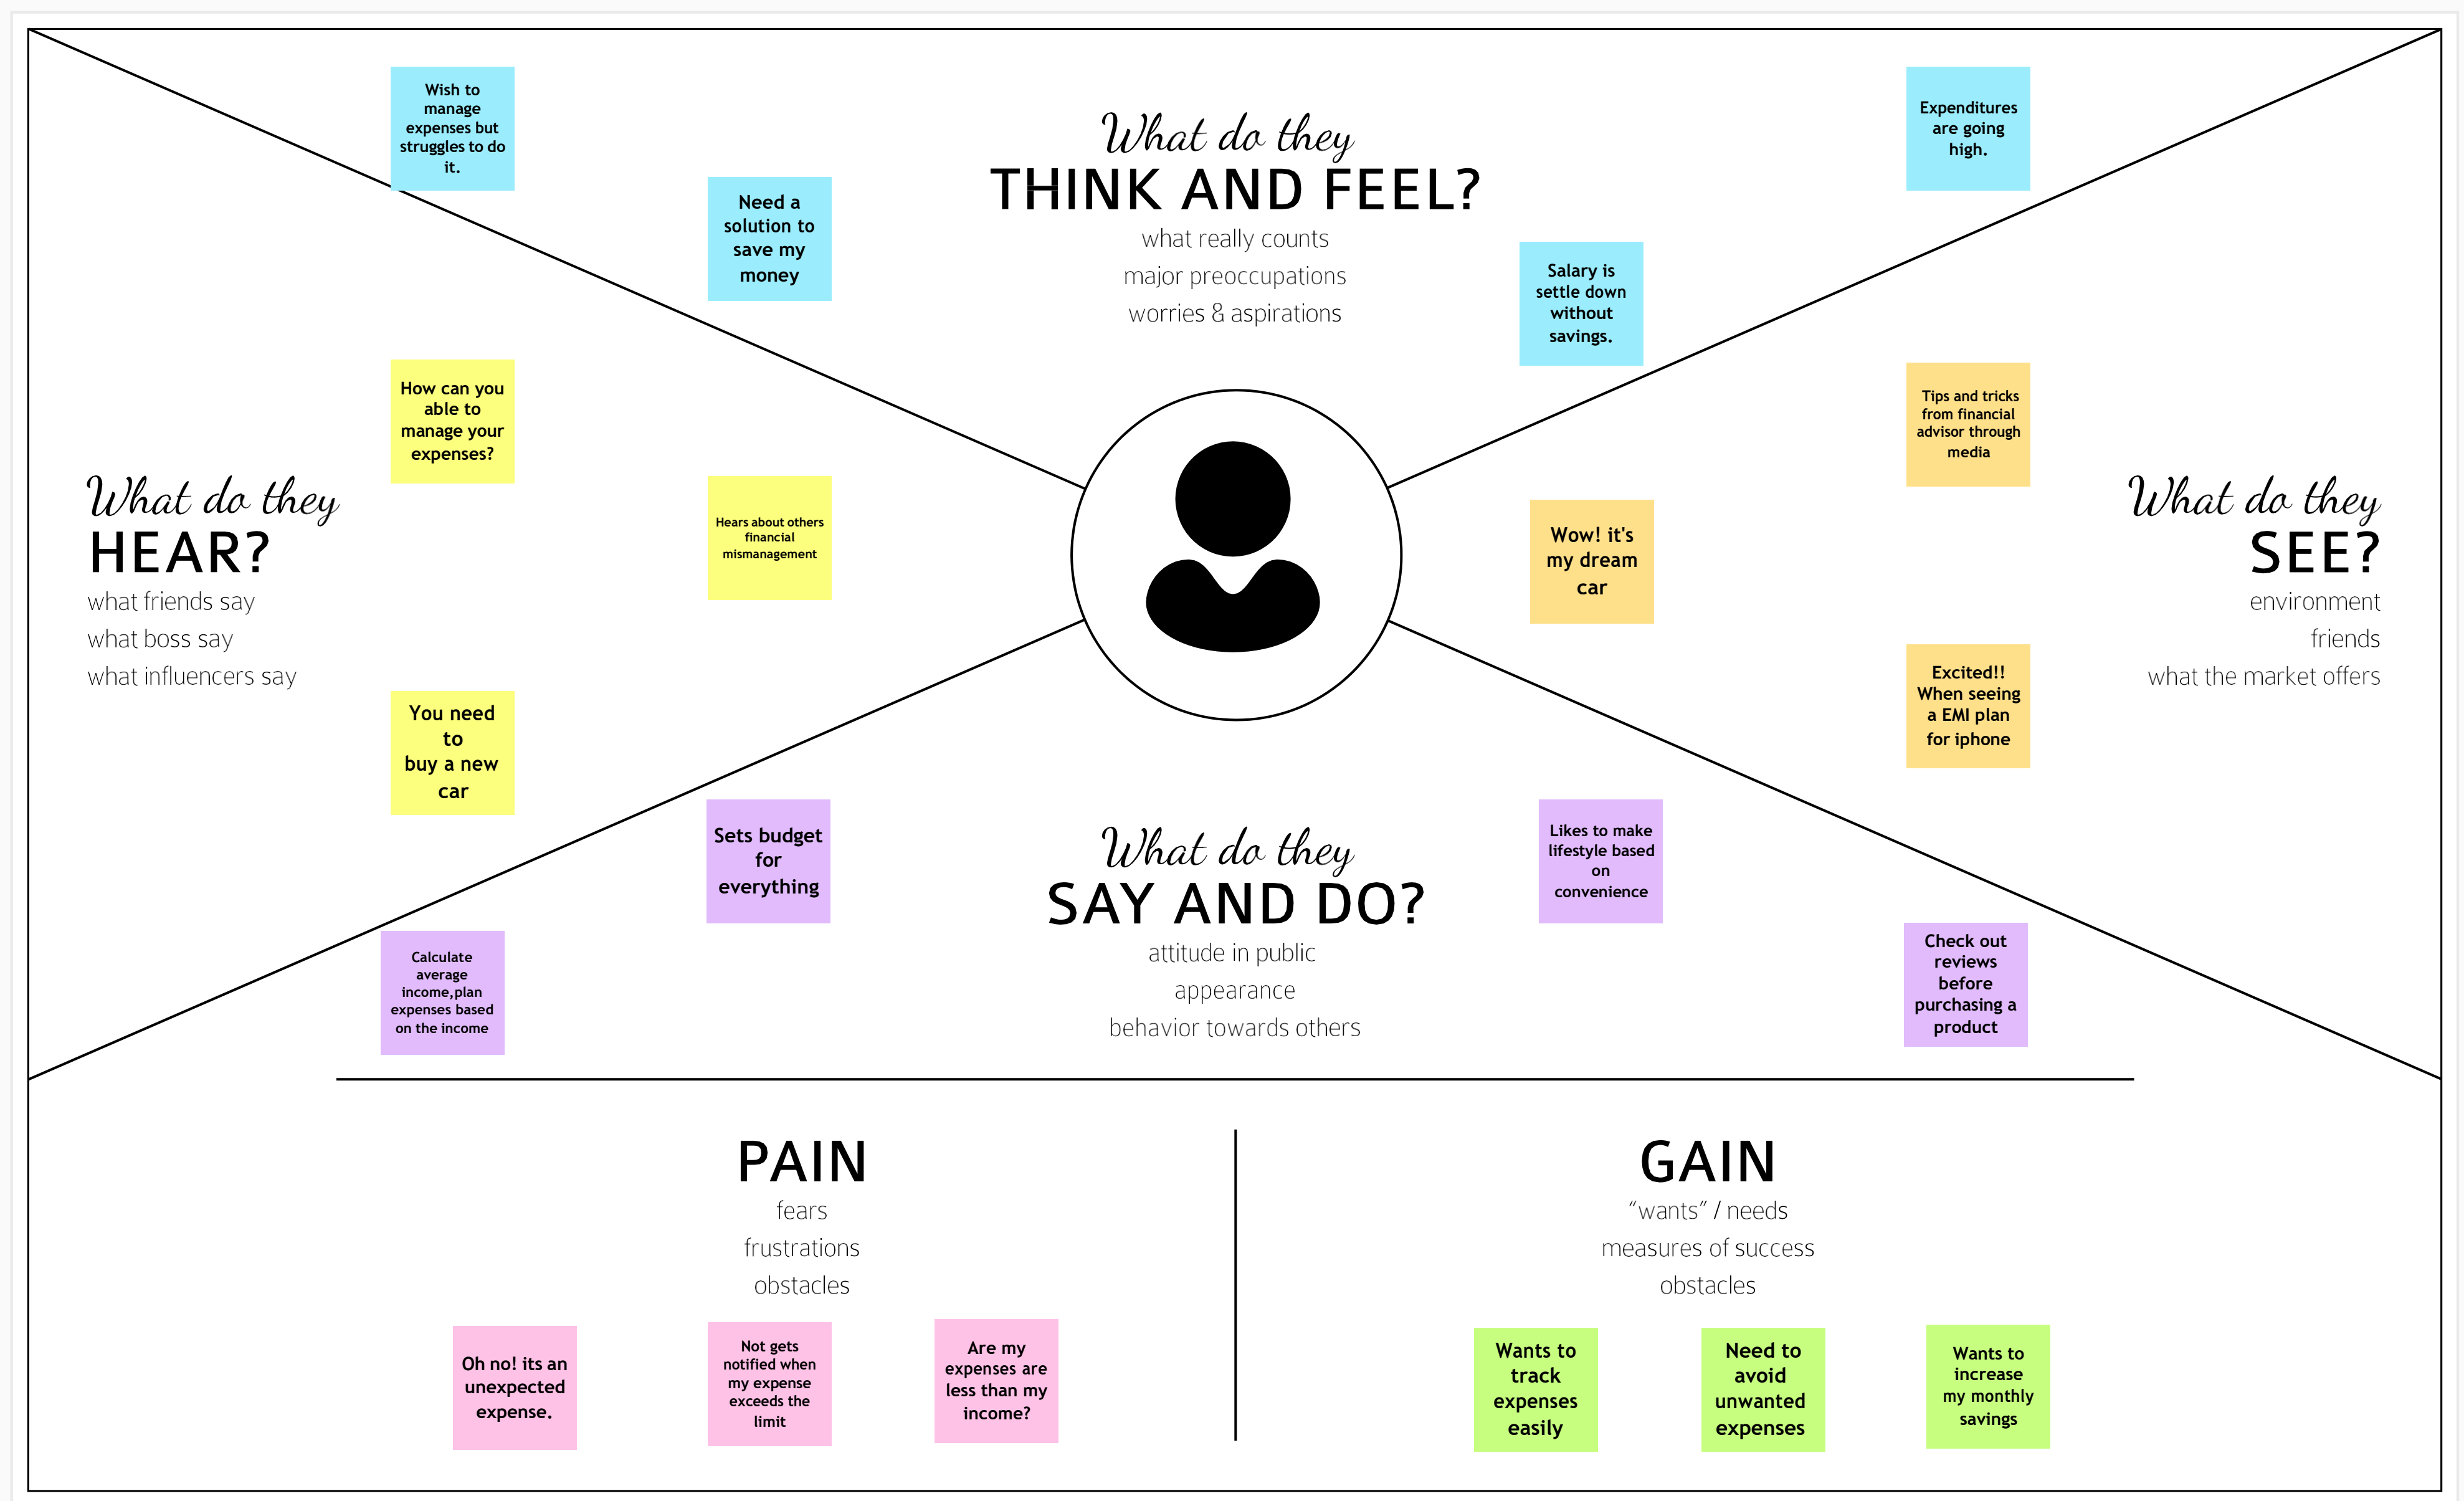 Wish to
manage
expenses but
struggles to do
it.
Need a
solution to
save my
money
What do they
THINK AND FEEL?
what really counts
major preoccupations
worries & aspirations
Salary is
settle down
without
savings.
Expenditures
are going
high.
What do they
HEAR?
what friends say
what boss say
what influencers say
How can you
able to
manage your
expenses?
Hears about others
financial
mismanagement
You need
to
buy a new
car
What do they
SEE?
environment
friends
what the market offers
Tips and tricks
from financial
advisor through
media
Wow! it's
my dream
car
Excited!!
When seeing
a EMI plan
for iphone
What do they
SAY AND DO?
attitude in public
appearance
behavior towards others
Sets budget
for
everything
Calculate
average
income,plan
expenses based
on the income
Likes to make
lifestyle based
on
convenience
Check out
reviews
before
purchasing a
product
PAIN
fears
frustrations
obstacles
Oh no! its an
unexpected
expense.
Not gets
notified when
my expense
exceeds the
limit
Are my
expenses are
less than my
income?
GAIN
“wants” / needs
measures of success
obstacles
Wants to
track
expenses
easily
Need to
avoid
unwanted
expenses
Wants to
increase
my monthly
savings